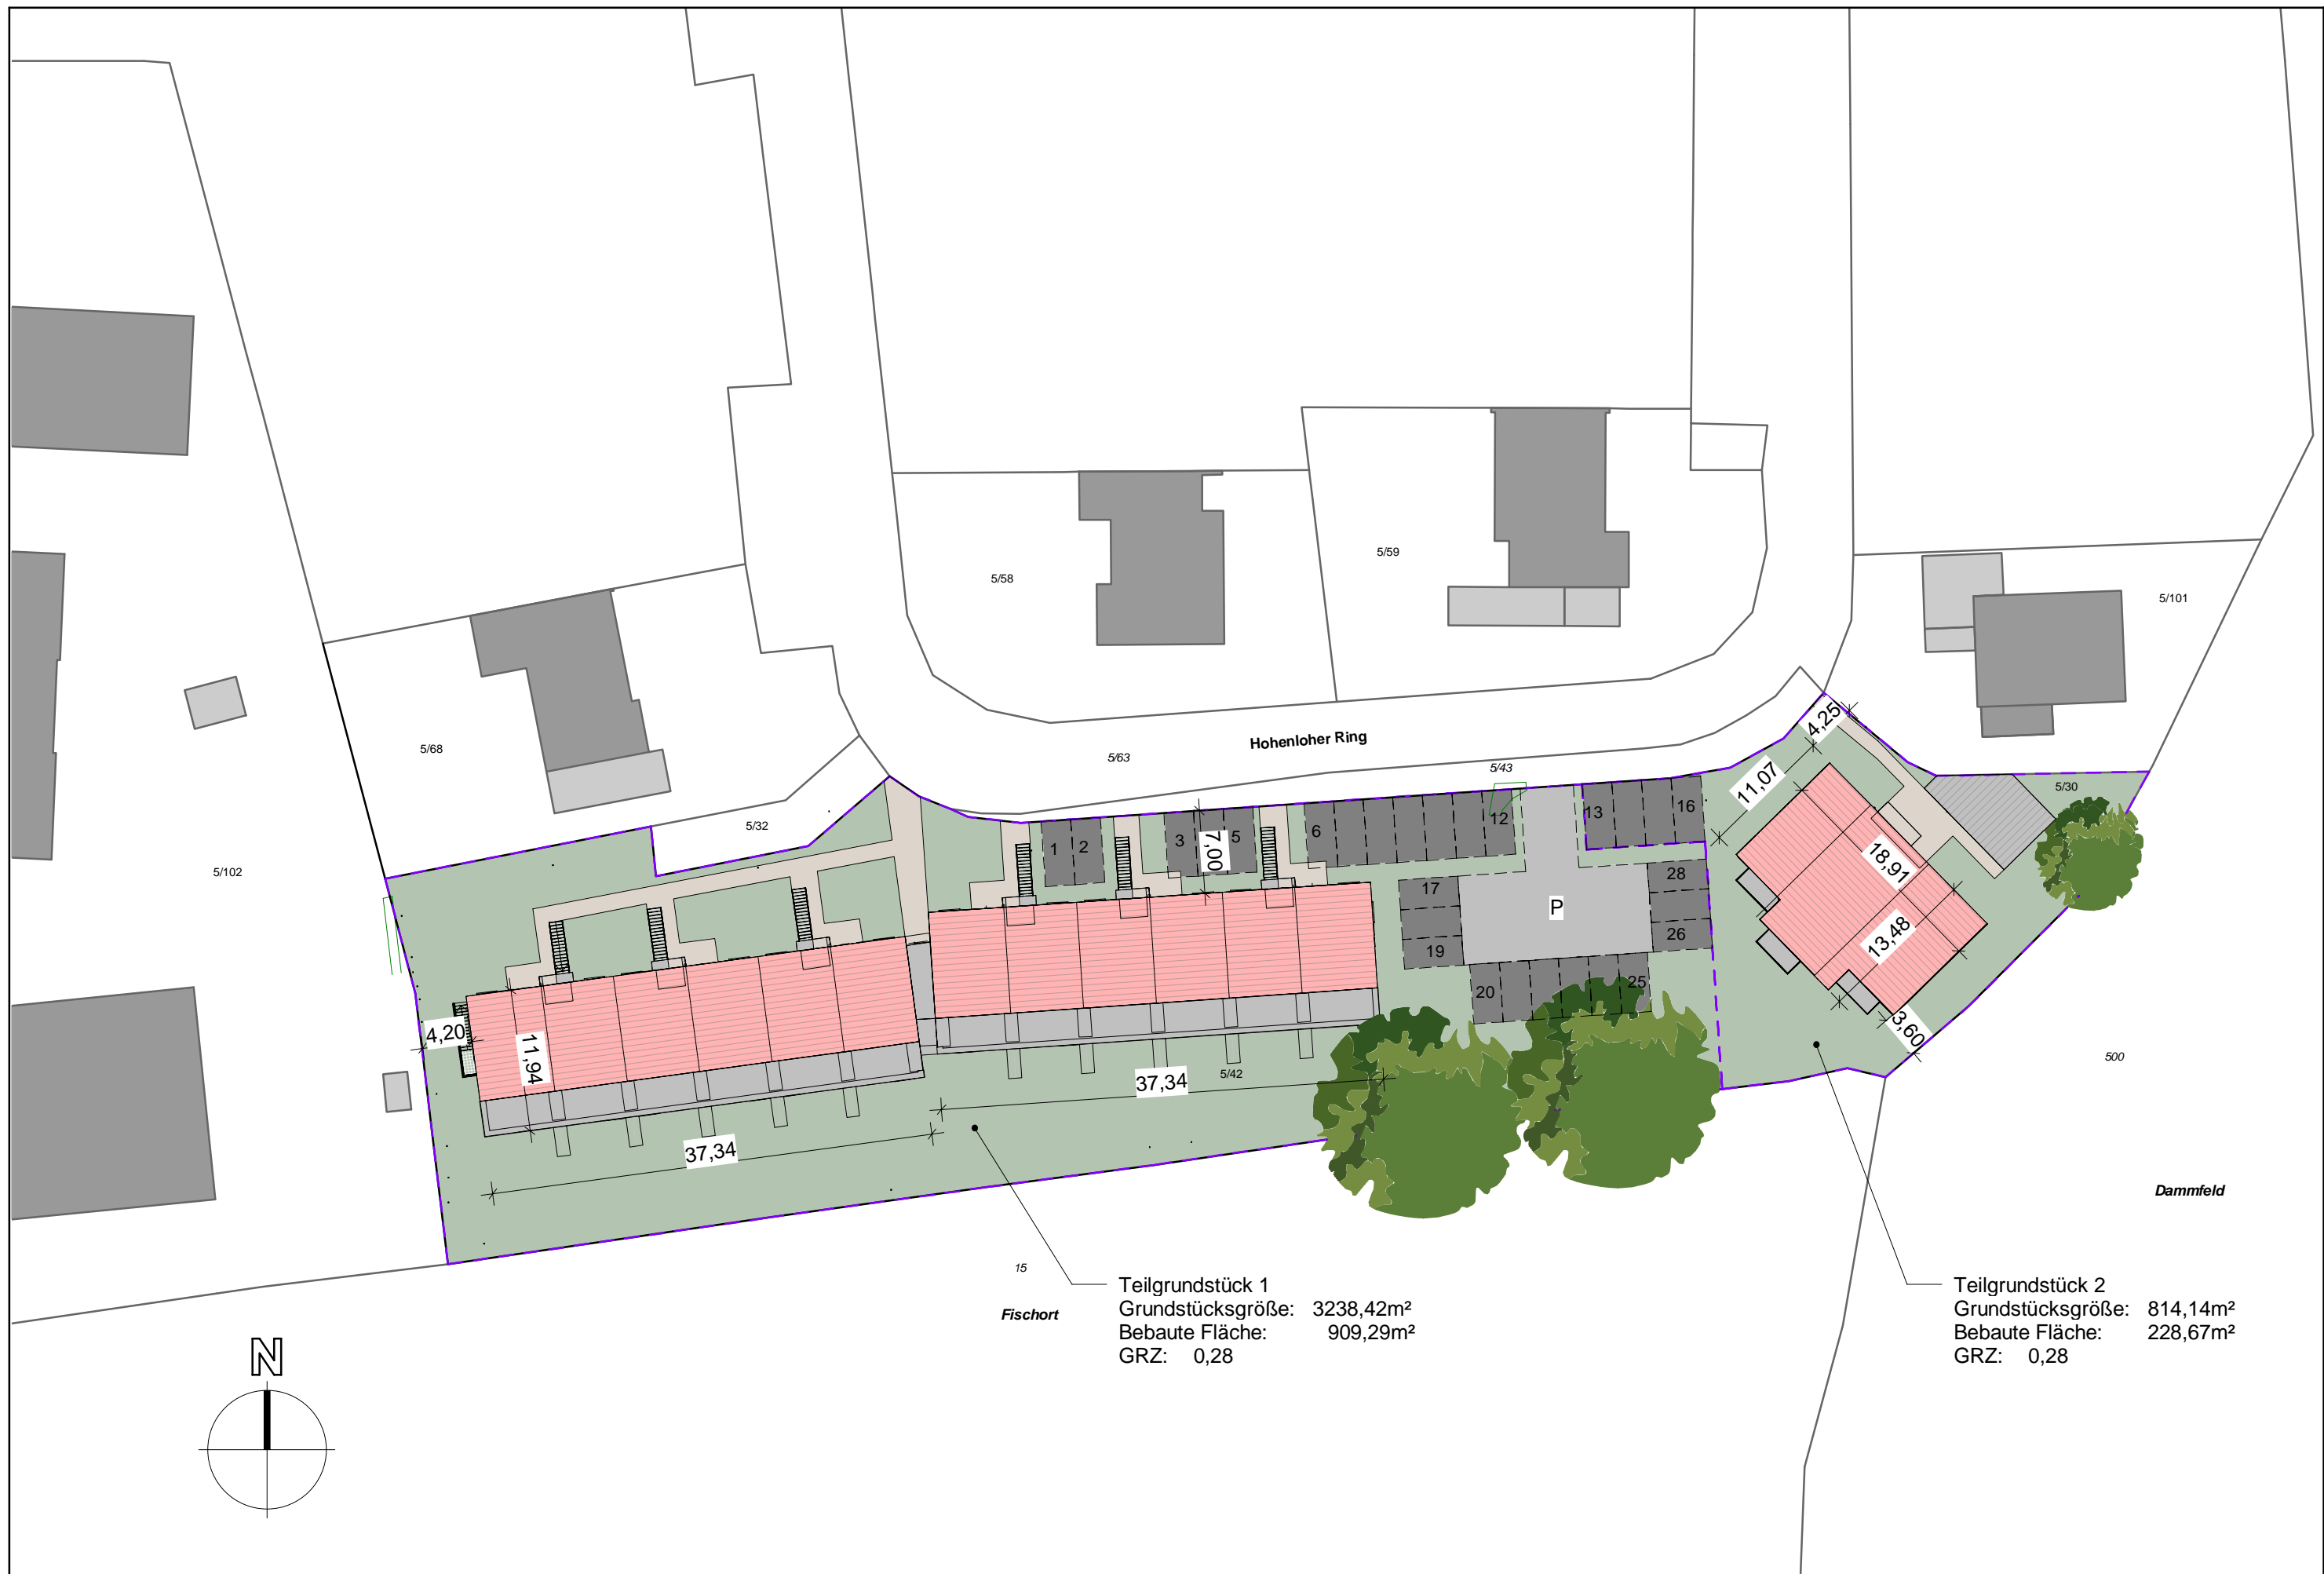 5/59
5/58
5/101
4,25
5/68
Hohenloher Ring
5/63
5/43
11,07
5/30
5/32
1
2
3
7,00
5
6
12
13
16
5/102
17
28
18,91
P
19
26
13,48
20
25
4,20
11,94
3,60
5/42
37,34
37,34
500
Dammfeld
15
Fischort
Teilgrundstück 1
Grundstücksgröße: 3238,42m²
Bebaute Fläche: 909,29m²
GRZ: 0,28
Teilgrundstück 2
Grundstücksgröße: 814,14m²
Bebaute Fläche: 228,67m²
GRZ: 0,28
N